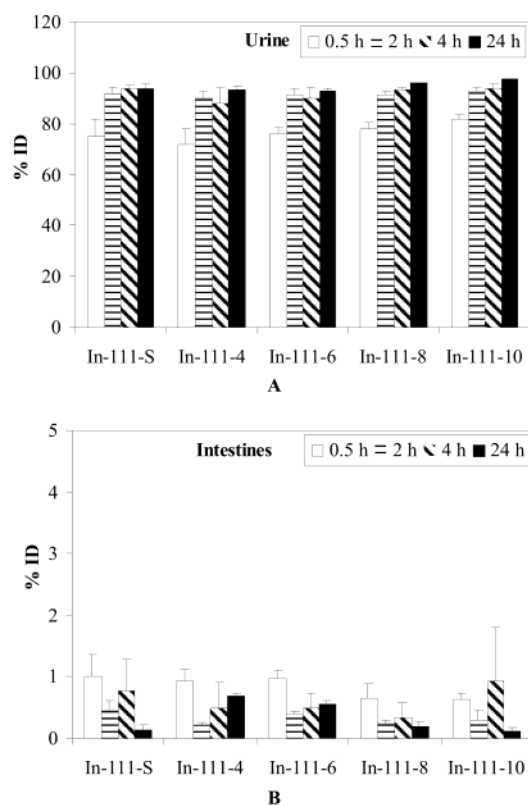 120
100
80
60
40
20
0
% ID
Urine
0.5 h 2 h 4 h 24 h
In-111-S In-111-4 In-111-6 In-111-8 In-111-10
A
5
4
3
2
1
0
% ID
Intestines
0.5 h 2 h 4 h 24 h
In-111-S In-111-4 In-111-6 In-111-8 In-111-10
B